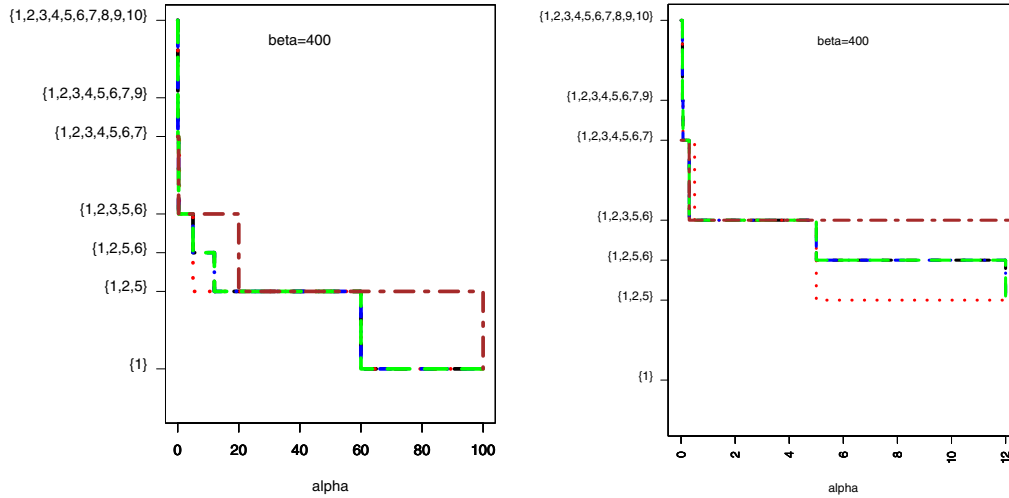 {1,2,3,4,5,6,7,8,9,10}
{1,2,3,4,5,6,7,9}
{1,2,3,4,5,6,7}
{1,2,3,5,6}
{1,2,5,6}
{1,2,5}
{1}
beta=400
0 20 40 60 80 100
alpha
{1,2,3,4,5,6,7,8,9,10}
{1,2,3,4,5,6,7,9}
{1,2,3,4,5,6,7}
{1,2,3,5,6}
{1,2,5,6}
{1,2,5}
{1}
beta=400
0 2 4 6 8 10 12
alpha